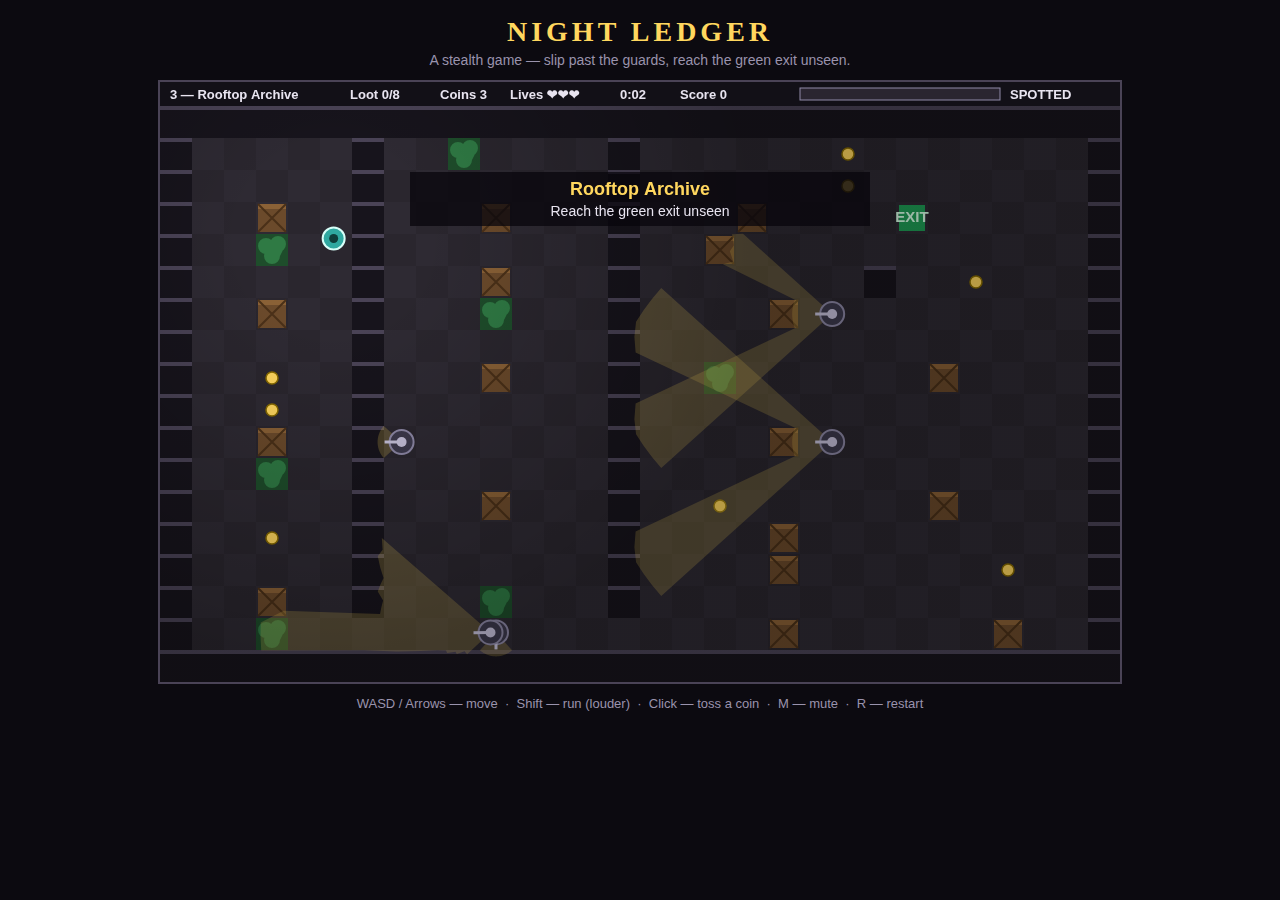 NIGHT LEDGER
A stealth game — slip past the guards, reach the green exit unseen.
3 — Rooftop Archive Loot 0/8 Coins 3 Lives ❤❤❤ 0:02 Score 0 SPOTTED
Rooftop Archive
Reach the green exit unseen
EXIT
WASD / Arrows — move · Shift — run (louder) · Click — toss a coin · M — mute · R — restart